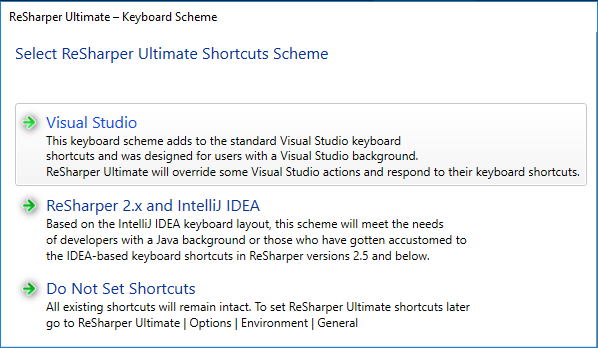 ReSharper Ultimate – Keyboard Scheme
Select ReSharper Ultimate Shortcuts Scheme
Visual Studio
This keyboard scheme adds to the standard Visual Studio keyboard
shortcuts and was designed for users with a Visual Studio background.
ReSharper Ultimate will override some Visual Studio actions and respond to their keyboard shortcuts.
ReSharper 2.x and IntelliJ IDEA
Based on the IntelliJ IDEA keyboard layout, this scheme will meet the needs
of developers with a Java background or those who have gotten accustomed to
the IDEA-based keyboard shortcuts in ReSharper versions 2.5 and below.
Do Not Set Shortcuts
All existing shortcuts will remain intact. To set ReSharper Ultimate shortcuts later
go to ReSharper Ultimate | Options | Environment | General